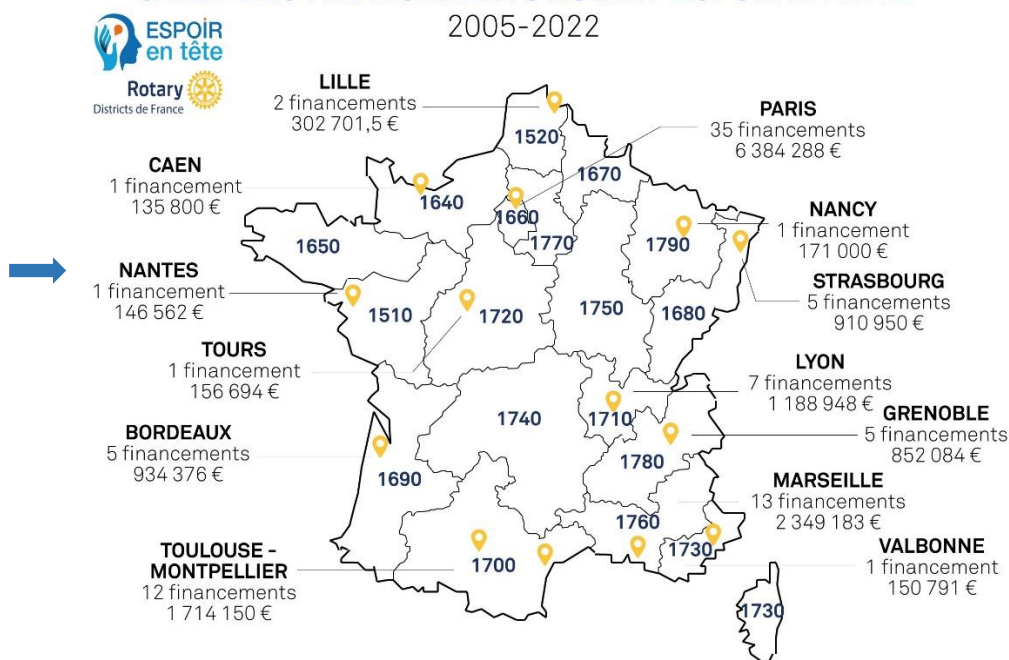 2005-2022
ESPOIR
en tête
Rotary
Districts de France
LILLE
2 financements
302 701,5 €
PARIS
35 financements
6 384 288 €
CAEN
1 financement
135 800 €
NANCY
1 financement
171 000 €
NANTES
1 financement
146 562 €
STRASBOURG
5 financements
910 950 €
TOURS
1 financement
156 694 €
LYON
7 financements
1 188 948 €
BORDEAUX
5 financements
934 376 €
GRENOBLE
5 financements
852 084 €
MARSEILLE
13 financements
2 349 183 €
TOULOUSE -
MONTPELLIER
12 financements
1 714 150 €
VALBONNE
1 financement
150 791 €
1520
1670
1640
1660
1770
1790
1650
1510
1720
1750
1680
1740
1710
1780
1690
1760
1730
1700
1730